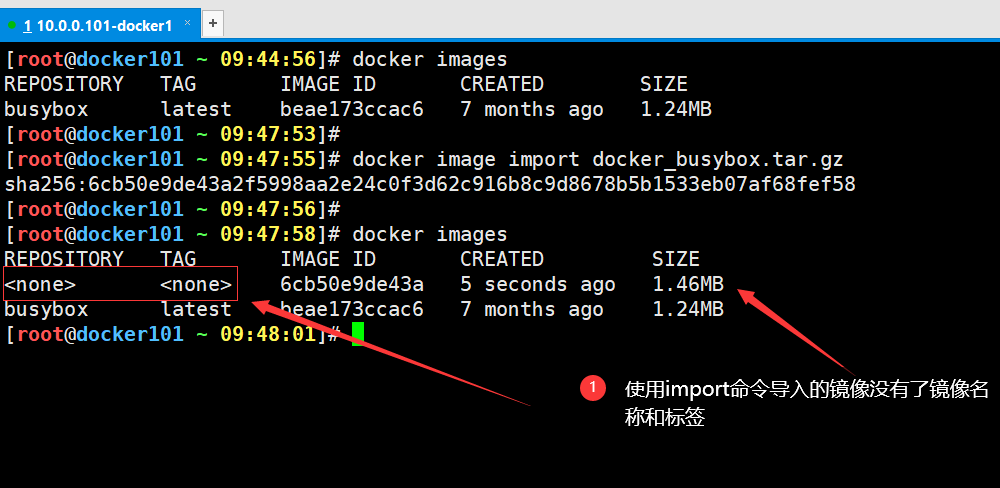 1 10.0.0.101-docker1 × +
[root@docker101 ~ 09:44:56]# docker images
REPOSITORY   TAG       IMAGE ID       CREATED        SIZE
busybox      latest    beae173ccac6   7 months ago   1.24MB
[root@docker101 ~ 09:47:53]#
[root@docker101 ~ 09:47:55]# docker image import docker_busybox.tar.gz
sha256:6cb50e9de43a2f5998aa2e24c0f3d62c916b8c9d8678b5b1533eb07af68fef58
[root@docker101 ~ 09:47:56]#
[root@docker101 ~ 09:47:58]# docker images
REPOSITORY   TAG       IMAGE ID       CREATED         SIZE
<none>       <none>    6cb50e9de43a   5 seconds ago   1.46MB
busybox      latest    beae173ccac6   7 months ago    1.24MB
[root@docker101 ~ 09:48:01]#
1 使用import命令导入的镜像没有了镜像名
称和标签